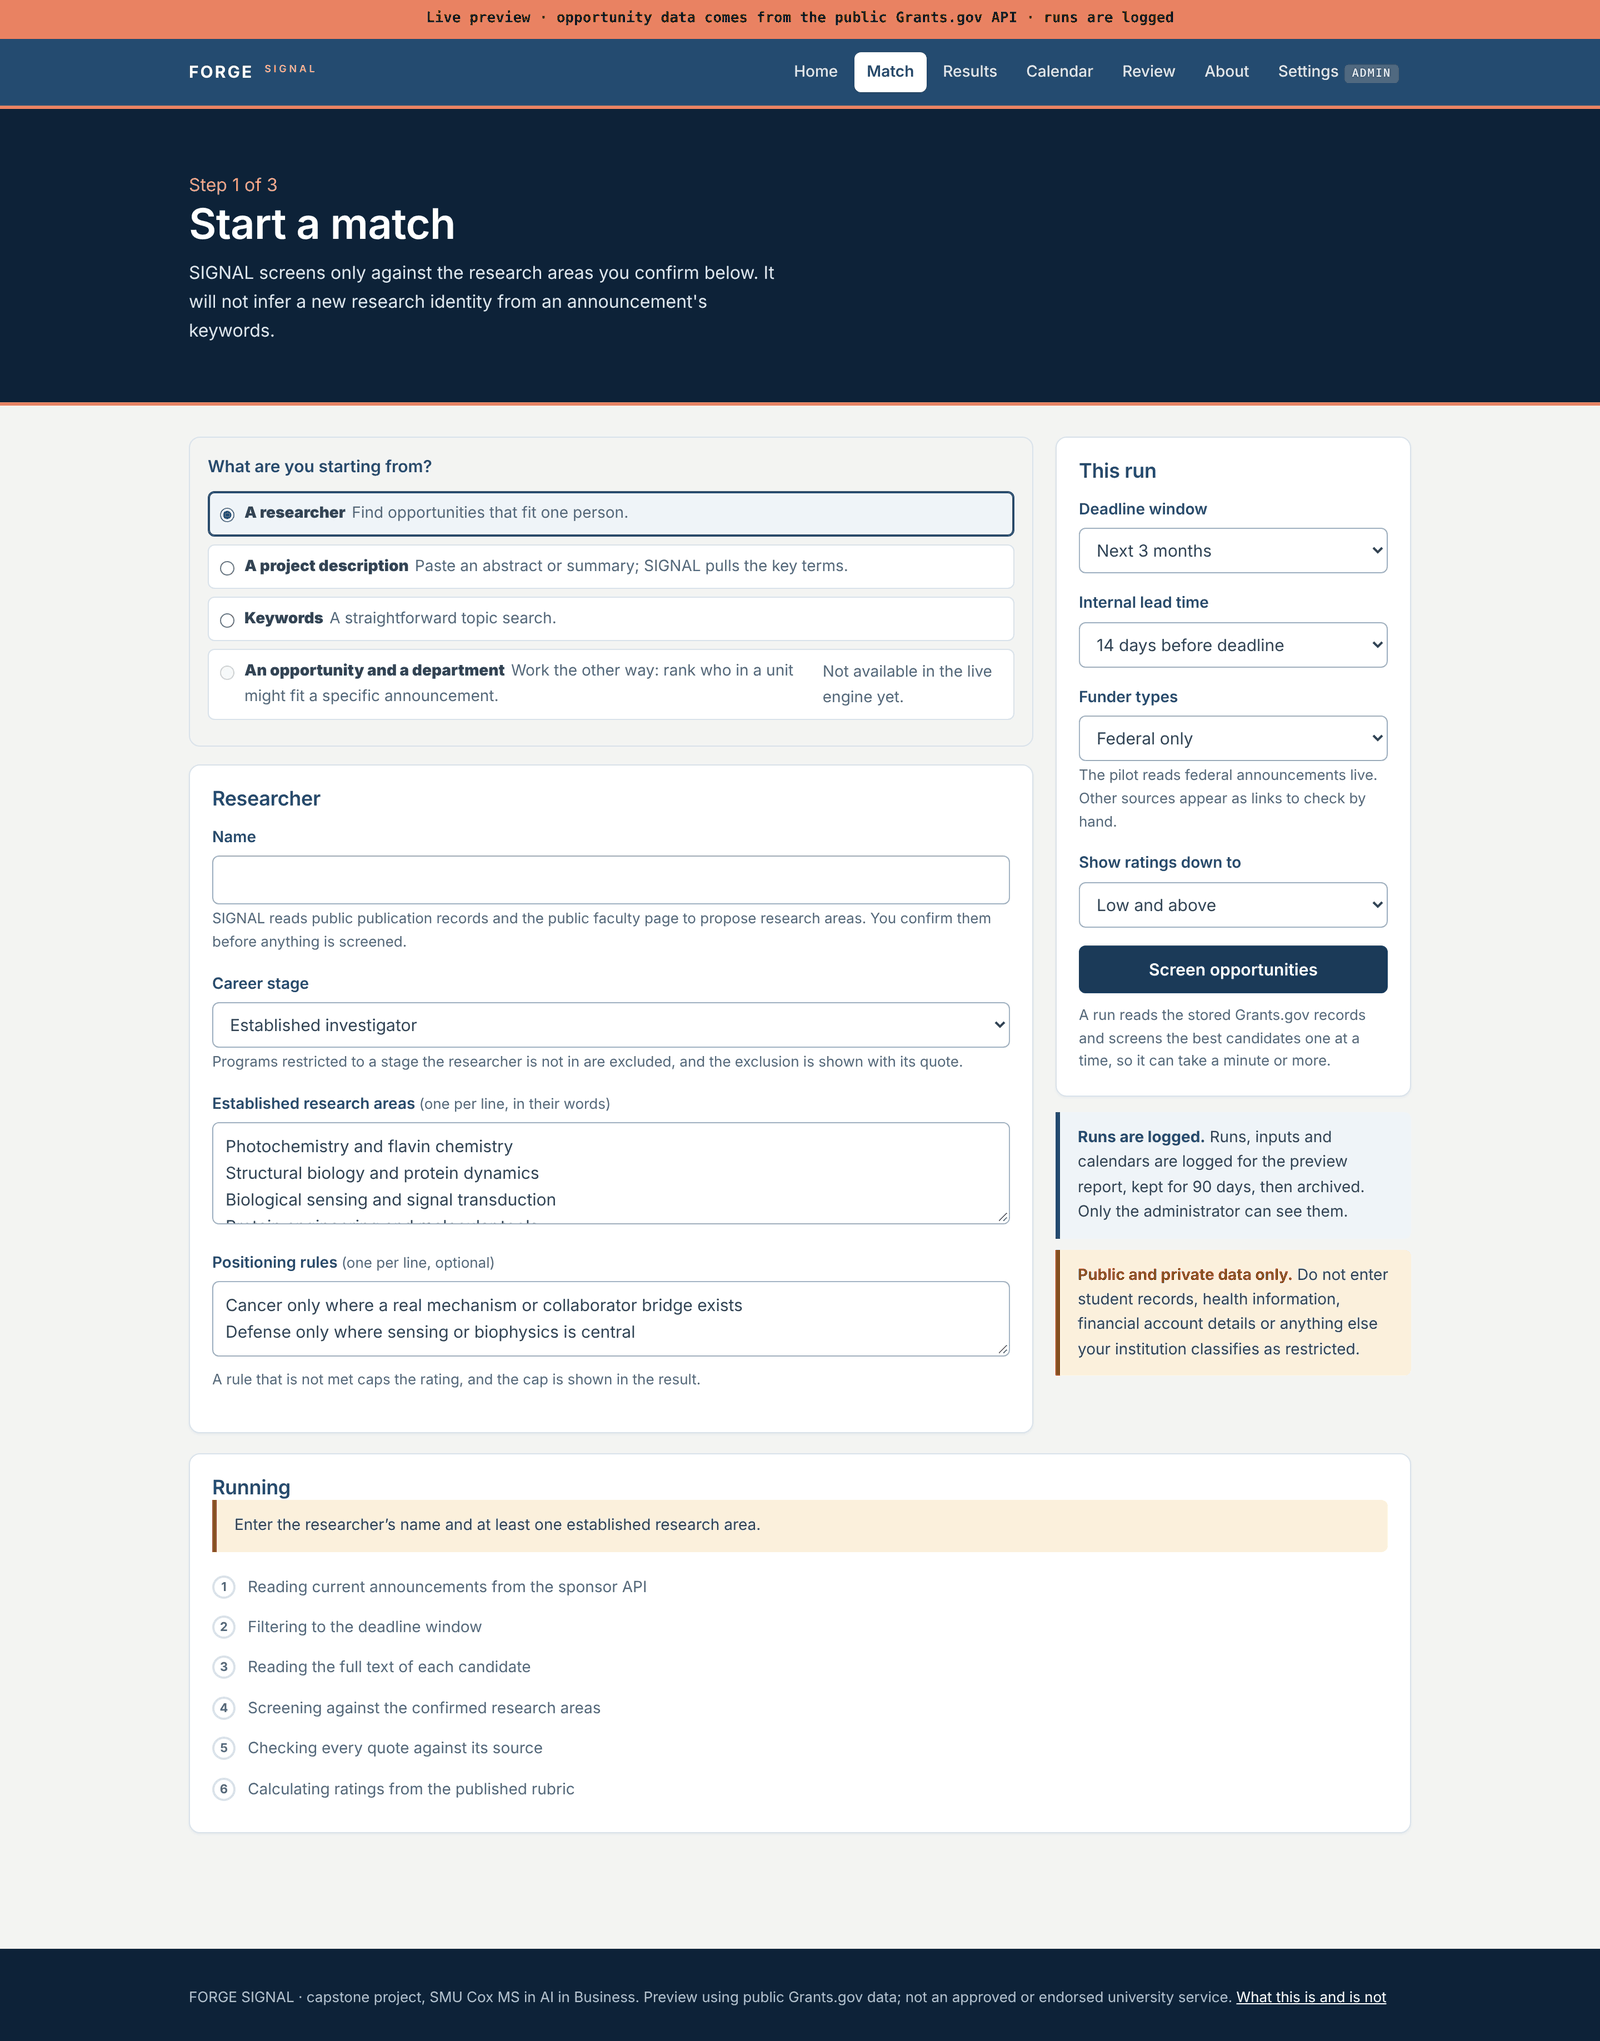 Live preview · opportunity data comes from the public Grants.gov API · runs are logged
FORGE SIGNAL
Home Match Results Calendar Review About Settings ADMIN
Step 1 of 3
Start a match
SIGNAL screens only against the research areas you confirm below. It
will not infer a new research identity from an announcement's
keywords.
What are you starting from?
A researcher Find opportunities that fit one person.
A project description Paste an abstract or summary; SIGNAL pulls the key terms.
Keywords A straightforward topic search.
An opportunity and a department Work the other way: rank who in a unit
might fit a specific announcement.
Not available in the live
engine yet.
Researcher
Name
SIGNAL reads public publication records and the public faculty page to propose research areas. You confirm them
before anything is screened.
Career stage
Established investigator
Programs restricted to a stage the researcher is not in are excluded, and the exclusion is shown with its quote.
Established research areas (one per line, in their words)
Photochemistry and flavin chemistry
Structural biology and protein dynamics
Biological sensing and signal transduction
Positioning rules (one per line, optional)
Cancer only where a real mechanism or collaborator bridge exists
Defense only where sensing or biophysics is central
A rule that is not met caps the rating, and the cap is shown in the result.
This run
Deadline window
Next 3 months
Internal lead time
14 days before deadline
Funder types
Federal only
The pilot reads federal announcements live.
Other sources appear as links to check by
hand.
Show ratings down to
Low and above
Screen opportunities
A run reads the stored Grants.gov records
and screens the best candidates one at a
time, so it can take a minute or more.
Runs are logged. Runs, inputs and
calendars are logged for the preview
report, kept for 90 days, then archived.
Only the administrator can see them.
Public and private data only. Do not enter
student records, health information,
financial account details or anything else
your institution classifies as restricted.
Running
Enter the researcher’s name and at least one established research area.
1 Reading current announcements from the sponsor API
2 Filtering to the deadline window
3 Reading the full text of each candidate
4 Screening against the confirmed research areas
5 Checking every quote against its source
6 Calculating ratings from the published rubric
FORGE SIGNAL · capstone project, SMU Cox MS in AI in Business. Preview using public Grants.gov data; not an approved or endorsed university service. What this is and is not